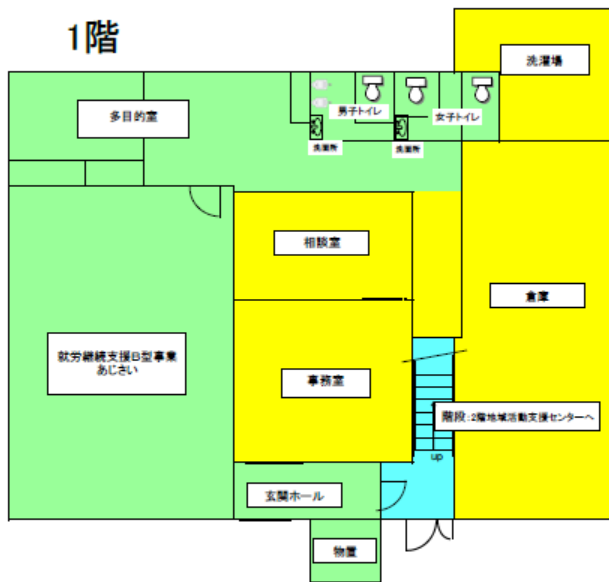 1階
洗濯場
多目的室
男子トイレ
女子トイレ
洗面所
洗面所
相談室
倉庫
就労継続支援B型事業
あじさい
事務室
階段:2階地域活動支援センターへ
up
玄関ホール
物置